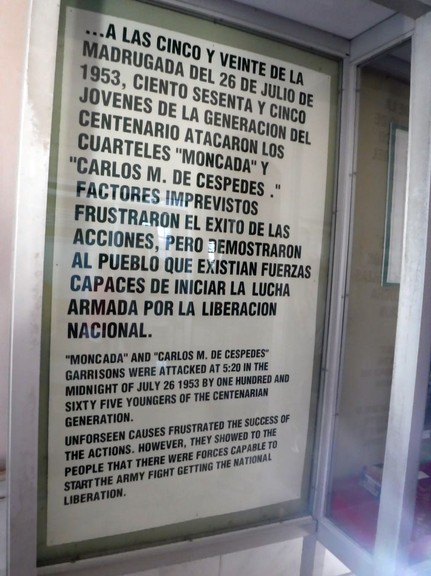 ...A LAS CINCO Y VEINTE DE LA
MADRUGADA DEL 26 DE JULIO DE
1953, CIENTO SESENTA Y CINCO
JOVENES DE LA GENERACION DEL
CENTENARIO ATACARON LOS
CUARTELES "MONCADA" Y
"CARLOS M. DE CESPEDES ."
FACTORES IMPREVISTOS
FRUSTRARON EL EXITO DE LAS
ACCIONES, PERO DEMOSTRARON
AL PUEBLO QUE EXISTIAN FUERZAS
CAPACES DE INICIAR LA LUCHA
ARMADA POR LA LIBERACION
NACIONAL.
"MONCADA" AND "CARLOS M. DE CESPEDES"
GARRISONS WERE ATTACKED AT 5:20 IN THE
MIDNIGHT OF JULY 26 1953 BY ONE HUNDRED AND
SIXTY FIVE YOUNGERS OF THE CENTENARIAN
GENERATION.
UNFORSEEN CAUSES FRUSTRATED THE SUCCESS OF
THE ACTIONS. HOWEVER, THEY SHOWED TO THE
PEOPLE THAT THERE WERE FORCES CAPABLE TO
START THE ARMY FIGHT GETTING THE NATIONAL
LIBERATION.